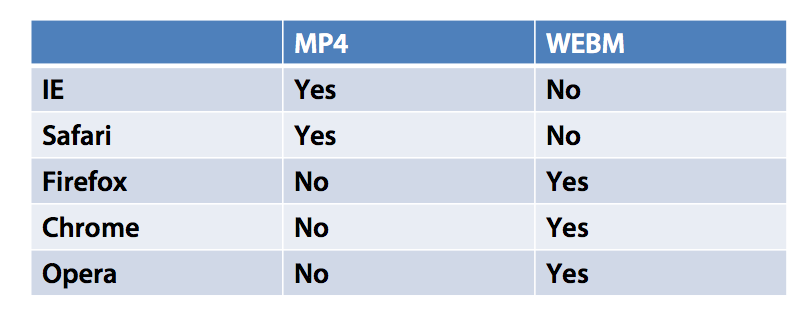 MP4 WEBM
IE Yes No
Safari Yes No
Firefox No Yes
Chrome No Yes
Opera No Yes